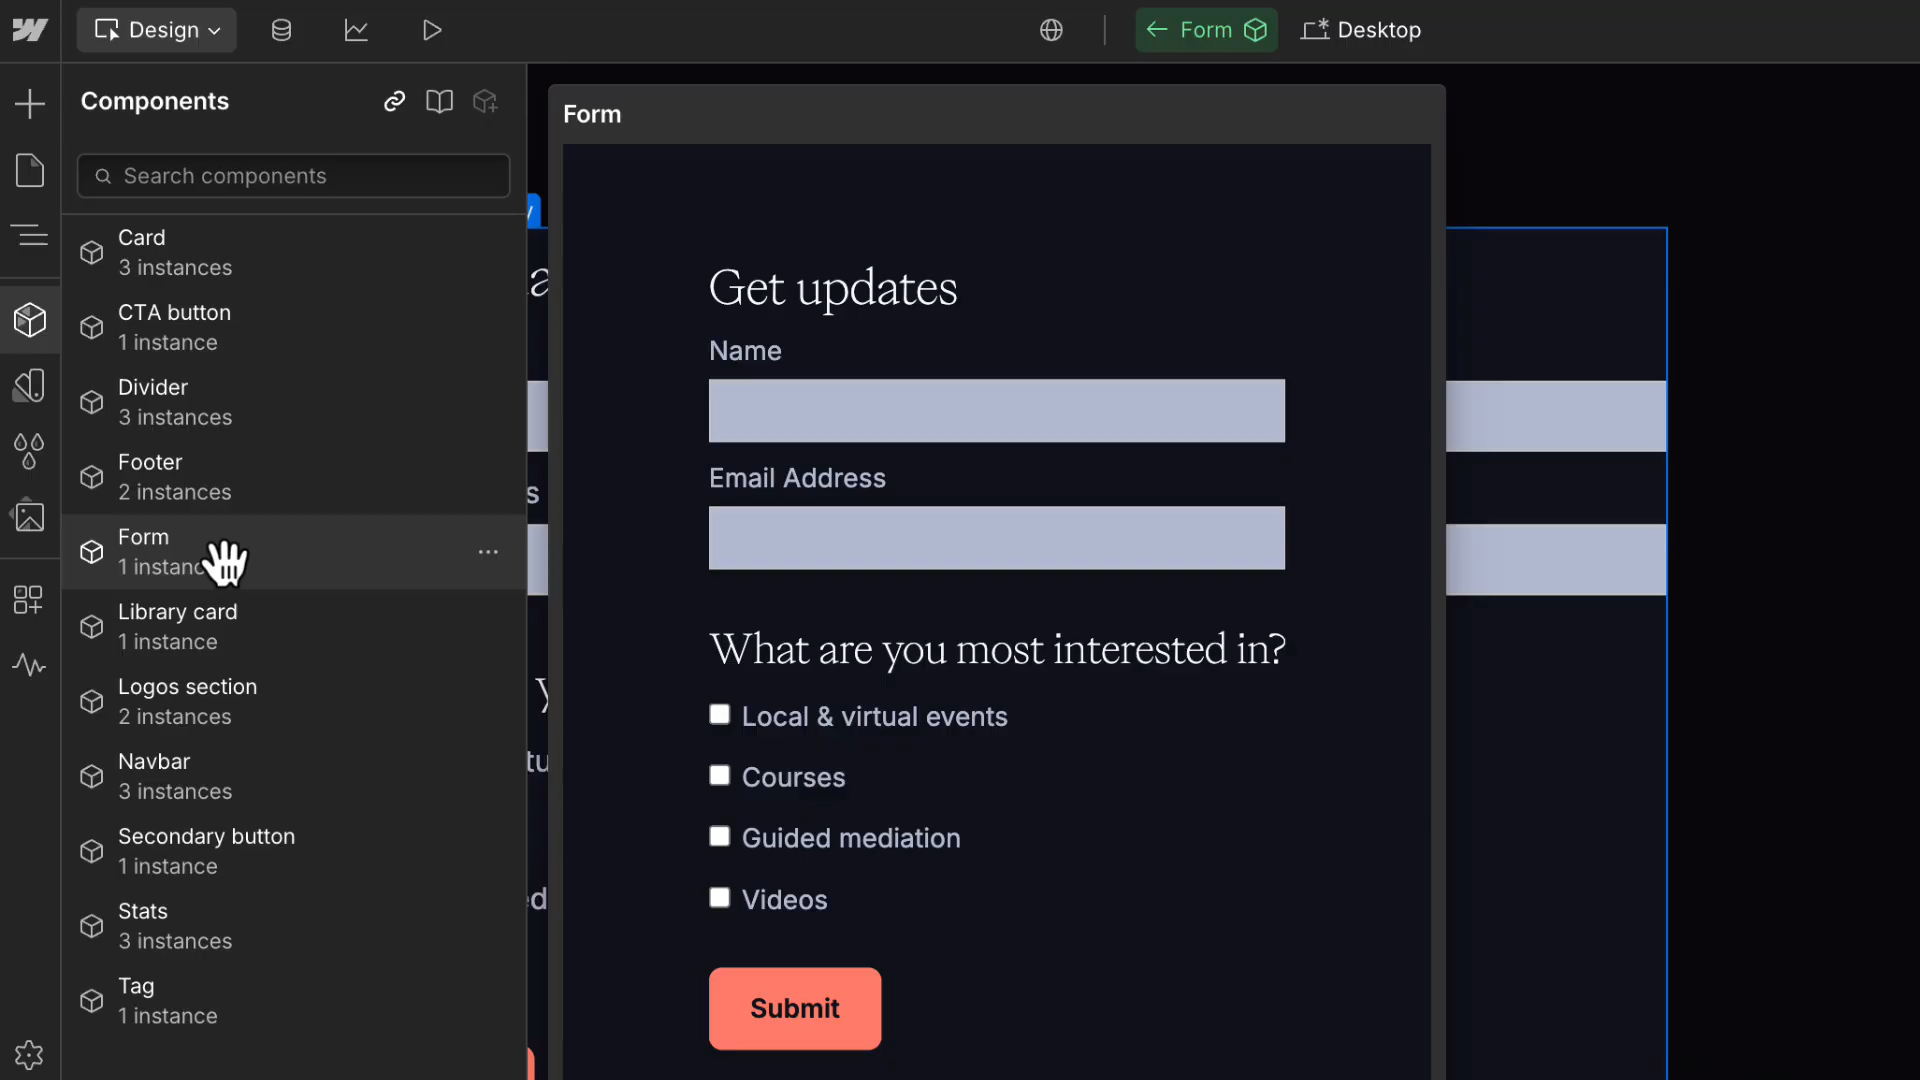 Design
Form
Desktop
Components
Search components
Card
3 instances
CTA button
1 instance
Divider
3 instances
Footer
2 instances
Form
1 instanc
Library card
1 instance
Logos section
2 instances
Navbar
3 instances
Secondary button
1 instance
Stats
3 instances
Tag
1 instance
Form
Get updates
Name
Email Address
What are you most interested in?
Local & virtual events
Courses
Guided mediation
Videos
Submit